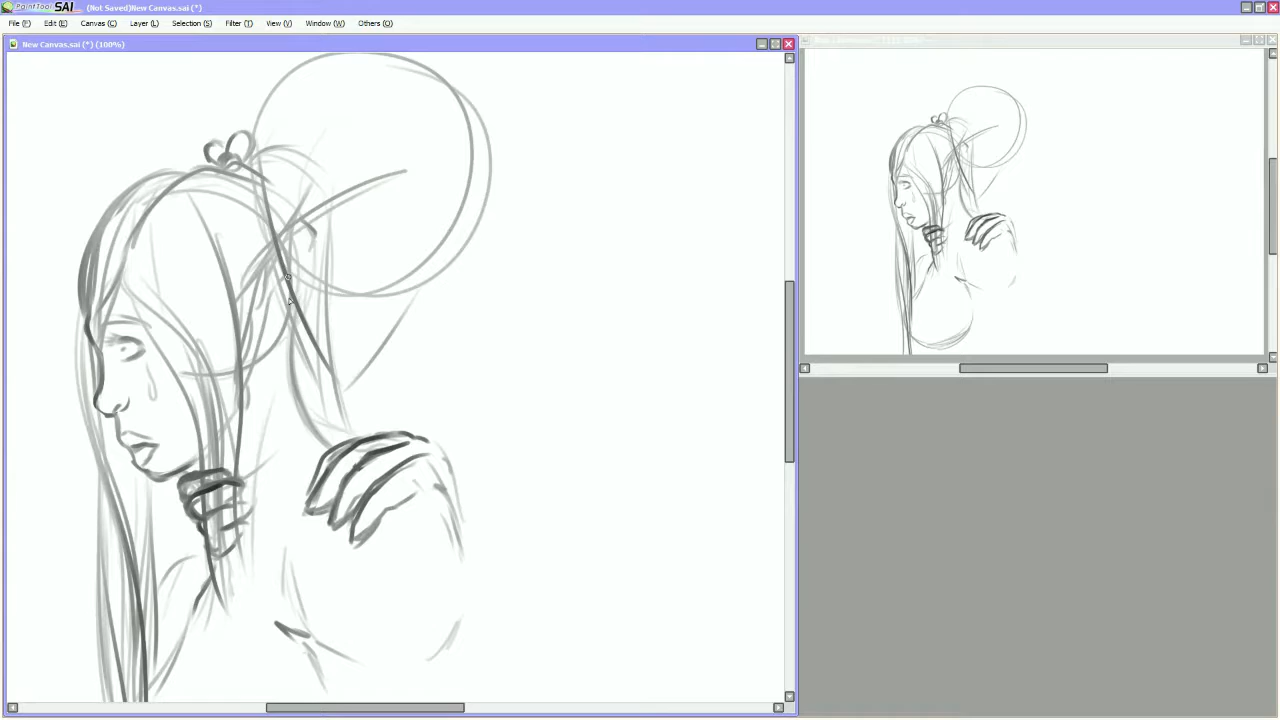 PaintTool SAI (Not Saved)New Canvas.sai (*)
File (F) Edit (E) Canvas (C) Layer (L) Selection (S) Filter (T) View (V) Window (W) Others (O)
New Canvas.sai (*) (100%)